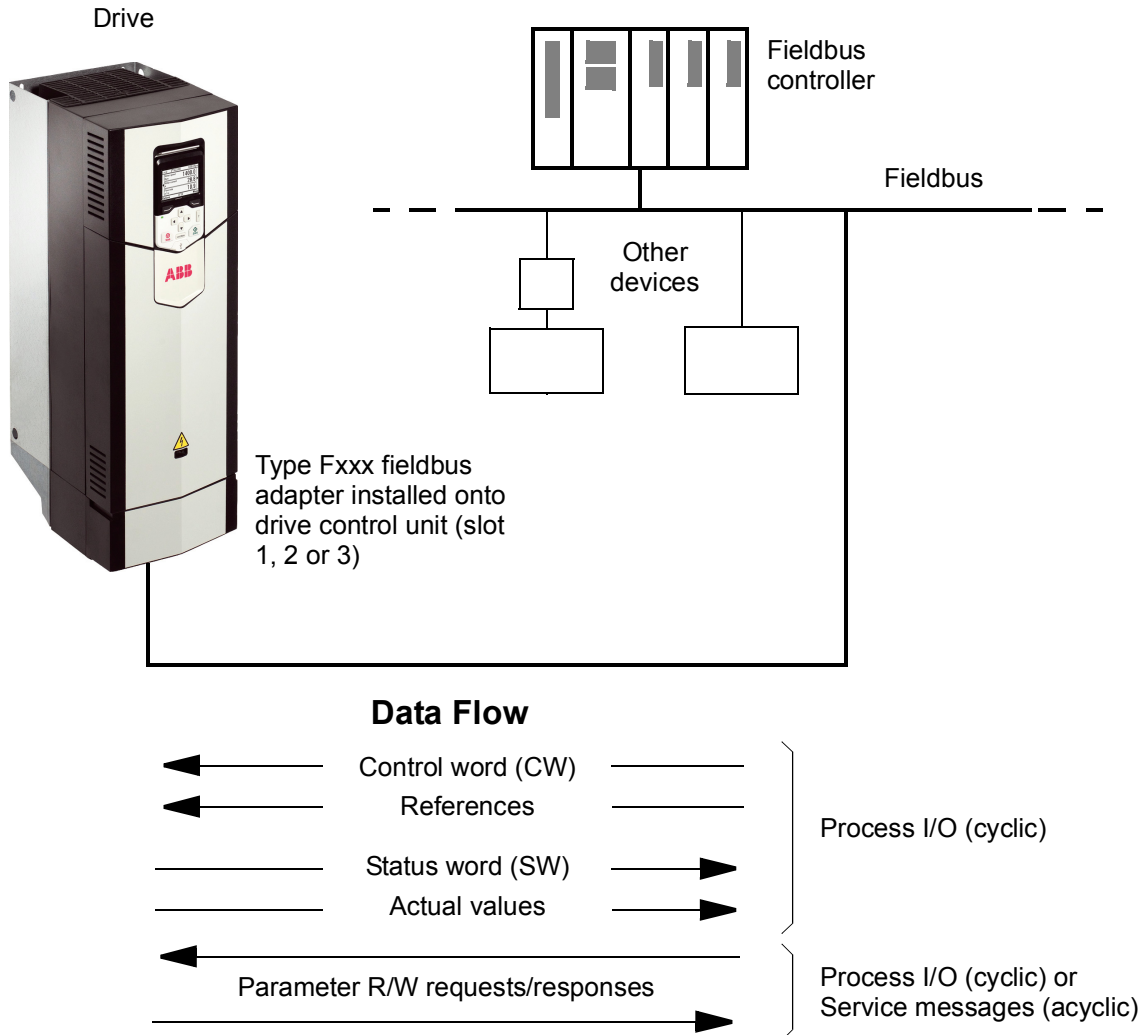 Drive
Fieldbus
controller
Fieldbus
Other
devices
ABB
Type Fxxx fieldbus
adapter installed onto
drive control unit (slot
1, 2 or 3)
Data Flow
Control word (CW)
References
Process I/O (cyclic)
Status word (SW)
Actual values
Parameter R/W requests/responses
Process I/O (cyclic) or
Service messages (acyclic)